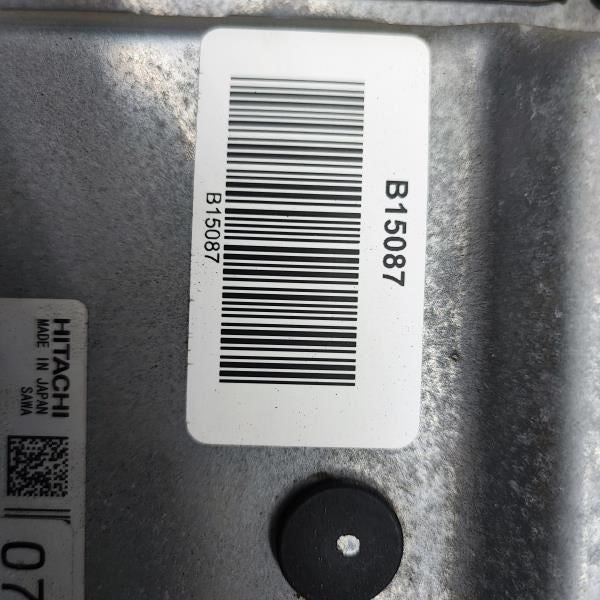 B15087
B15087
HITACHI
MADE IN JAPAN
SAWA
07